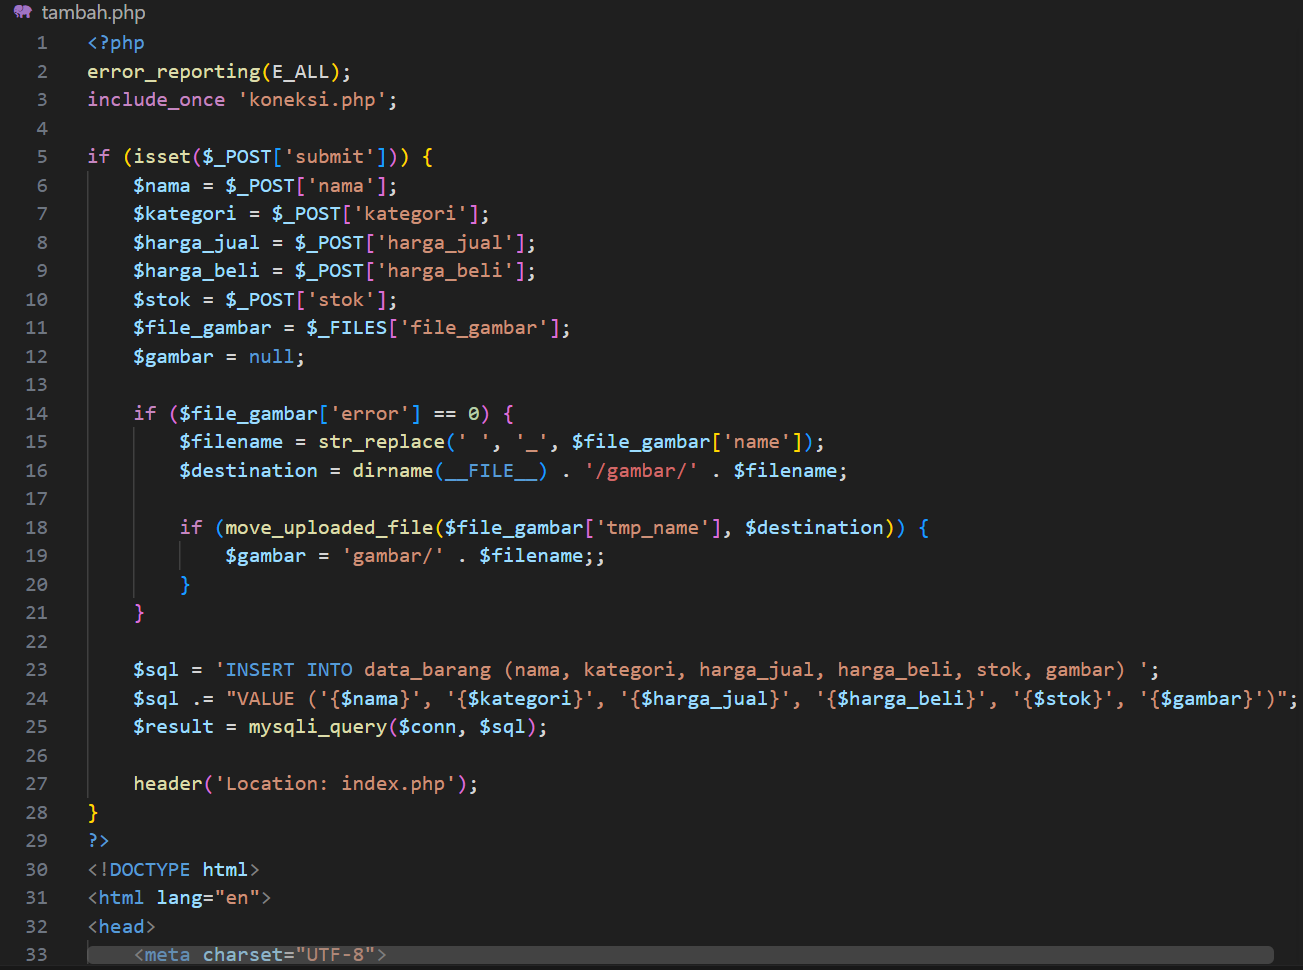 tambah.php
1 <?php
2 error_reporting(E_ALL);
3 include_once 'koneksi.php';
4
5 if (isset($_POST['submit'])) {
6 $nama = $_POST['nama'];
7 $kategori = $_POST['kategori'];
8 $harga_jual = $_POST['harga_jual'];
9 $harga_beli = $_POST['harga_beli'];
10 $stok = $_POST['stok'];
11 $file_gambar = $_FILES['file_gambar'];
12 $gambar = null;
13
14 if ($file_gambar['error'] == 0) {
15 $filename = str_replace(' ', '_', $file_gambar['name']);
16 $destination = dirname(__FILE__) . '/gambar/' . $filename;
17
18 if (move_uploaded_file($file_gambar['tmp_name'], $destination)) {
19 $gambar = 'gambar/' . $filename;;
20 }
21 }
22
23 $sql = 'INSERT INTO data_barang (nama, kategori, harga_jual, harga_beli, stok, gambar) ';
24 $sql .= "VALUE ('{$nama}', '{$kategori}', '{$harga_jual}', '{$harga_beli}', '{$stok}', '{$gambar}')";
25 $result = mysqli_query($conn, $sql);
26
27 header('Location: index.php');
28 }
29 ?>
30 <!DOCTYPE html>
31 <html lang="en">
32 <head>
33 <meta charset="UTF-8">